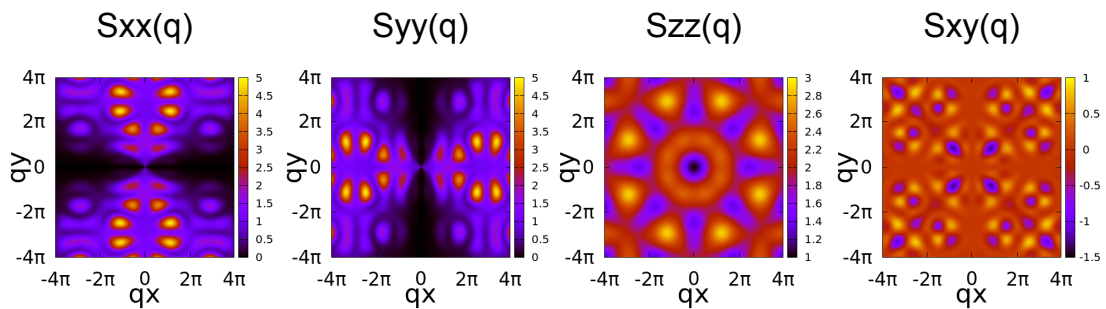 Sxx(q) Syy(q) Szz(q) Sxy(q)
4π 5 4π 5 4π 3 4π 1
4.5 4.5 2.8
2π 4 2π 4 2π 2.6 2π 0.5
3.5 3.5 2.4
3 3 2.2 0
qy 0 2.5 qy 0 2.5 qy 0 2 qy 0
2 2 1.8 -0.5
-2π 1.5 -2π 1.5 -2π 1.6 -2π
1 1 1.4 -1
0.5 0.5 1.2
-4π 0 -4π 0 -4π 1 -4π -1.5
-4π -2π 0 2π 4π -4π -2π 0 2π 4π -4π -2π 0 2π 4π -4π -2π 0 2π 4π
qx qx qx qx